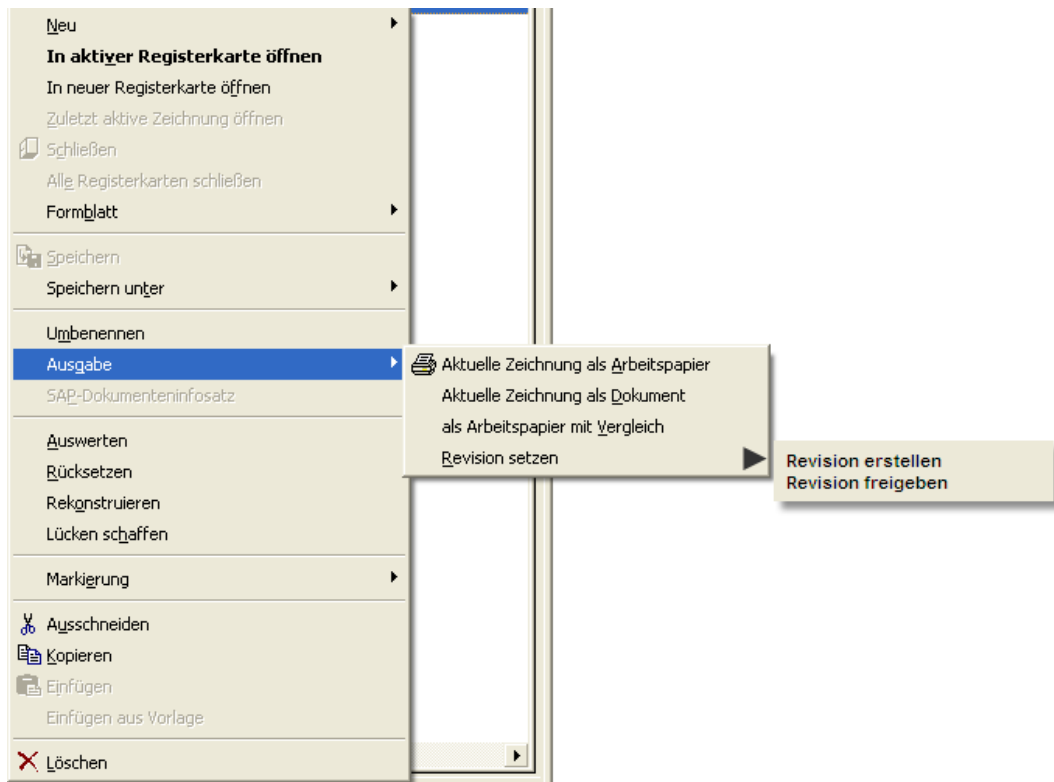 Neu
In aktiver Registerkarte öffnen
In neuer Registerkarte öffnen
Zuletzt aktive Zeichnung öffnen
Schließen
Alle Registerkarten schließen
Formblatt
Speichern
Speichern unter
Umbenennen
Ausgabe
SAP-Dokumenteninfosatz
Auswerten
Rücksetzen
Rekonstruieren
Lücken schaffen
Markierung
Ausschneiden
Kopieren
Einfügen
Einfügen aus Vorlage
Löschen
Aktuelle Zeichnung als Arbeitspapier
Aktuelle Zeichnung als Dokument
als Arbeitspapier mit Vergleich
Revision setzen
Revision erstellen
Revision freigeben